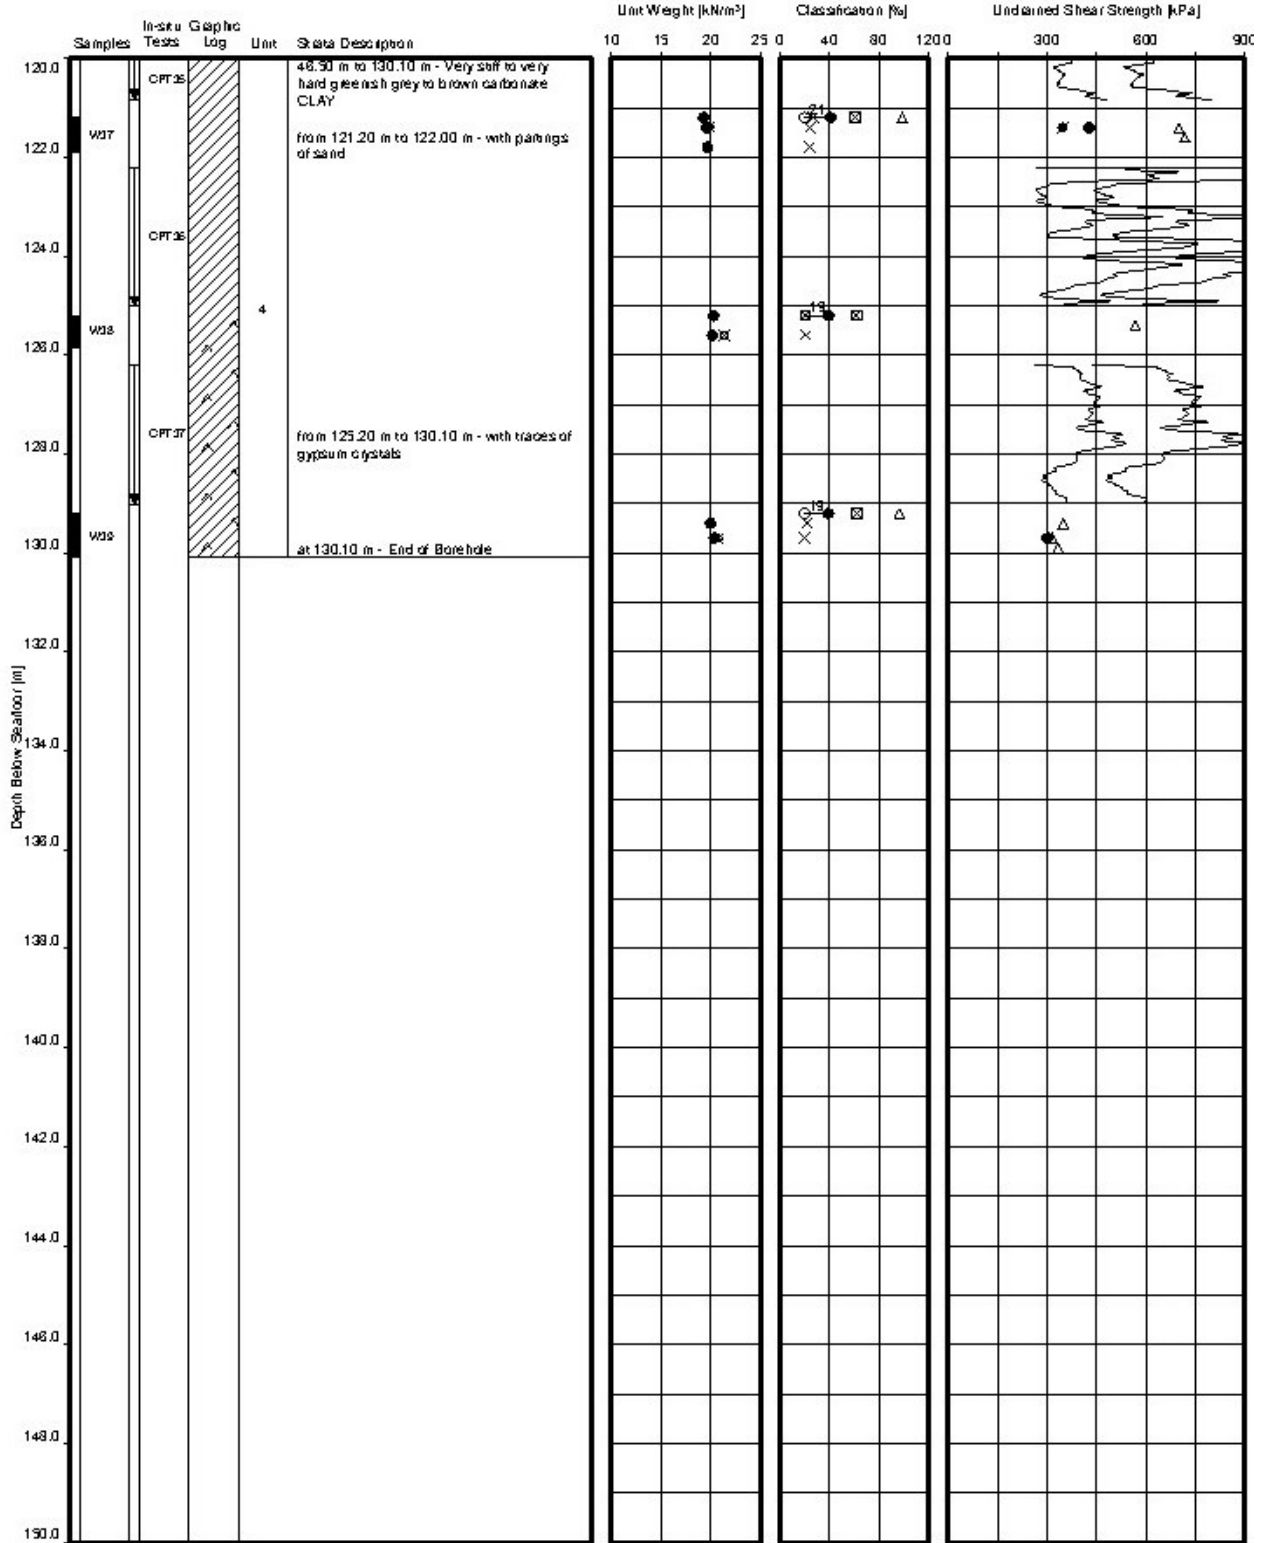 Unit Weight [kN/m³] Classification [%] Undrained Shear Strength [kPa]
In-situ Graphic
Samples Tests Log Unit Strata Description
10 15 20 25 0 40 80 120 0 300 600 900
120.0
CPT35
46.50 m to 130.10 m - Very stiff to very
hard greenish grey to brown carbonate
CLAY
21
W37
from 121.20 m to 122.00 m - with partings
of sand
122.0
CPT36
124.0
4
19
W38
126.0
CPT37
from 125.20 m to 130.10 m - with traces of
gypsum crystals
128.0
19
W39
130.0
at 130.10 m - End of Borehole
132.0
Depth Below Seafloor [m]
134.0
136.0
138.0
140.0
142.0
144.0
146.0
148.0
150.0